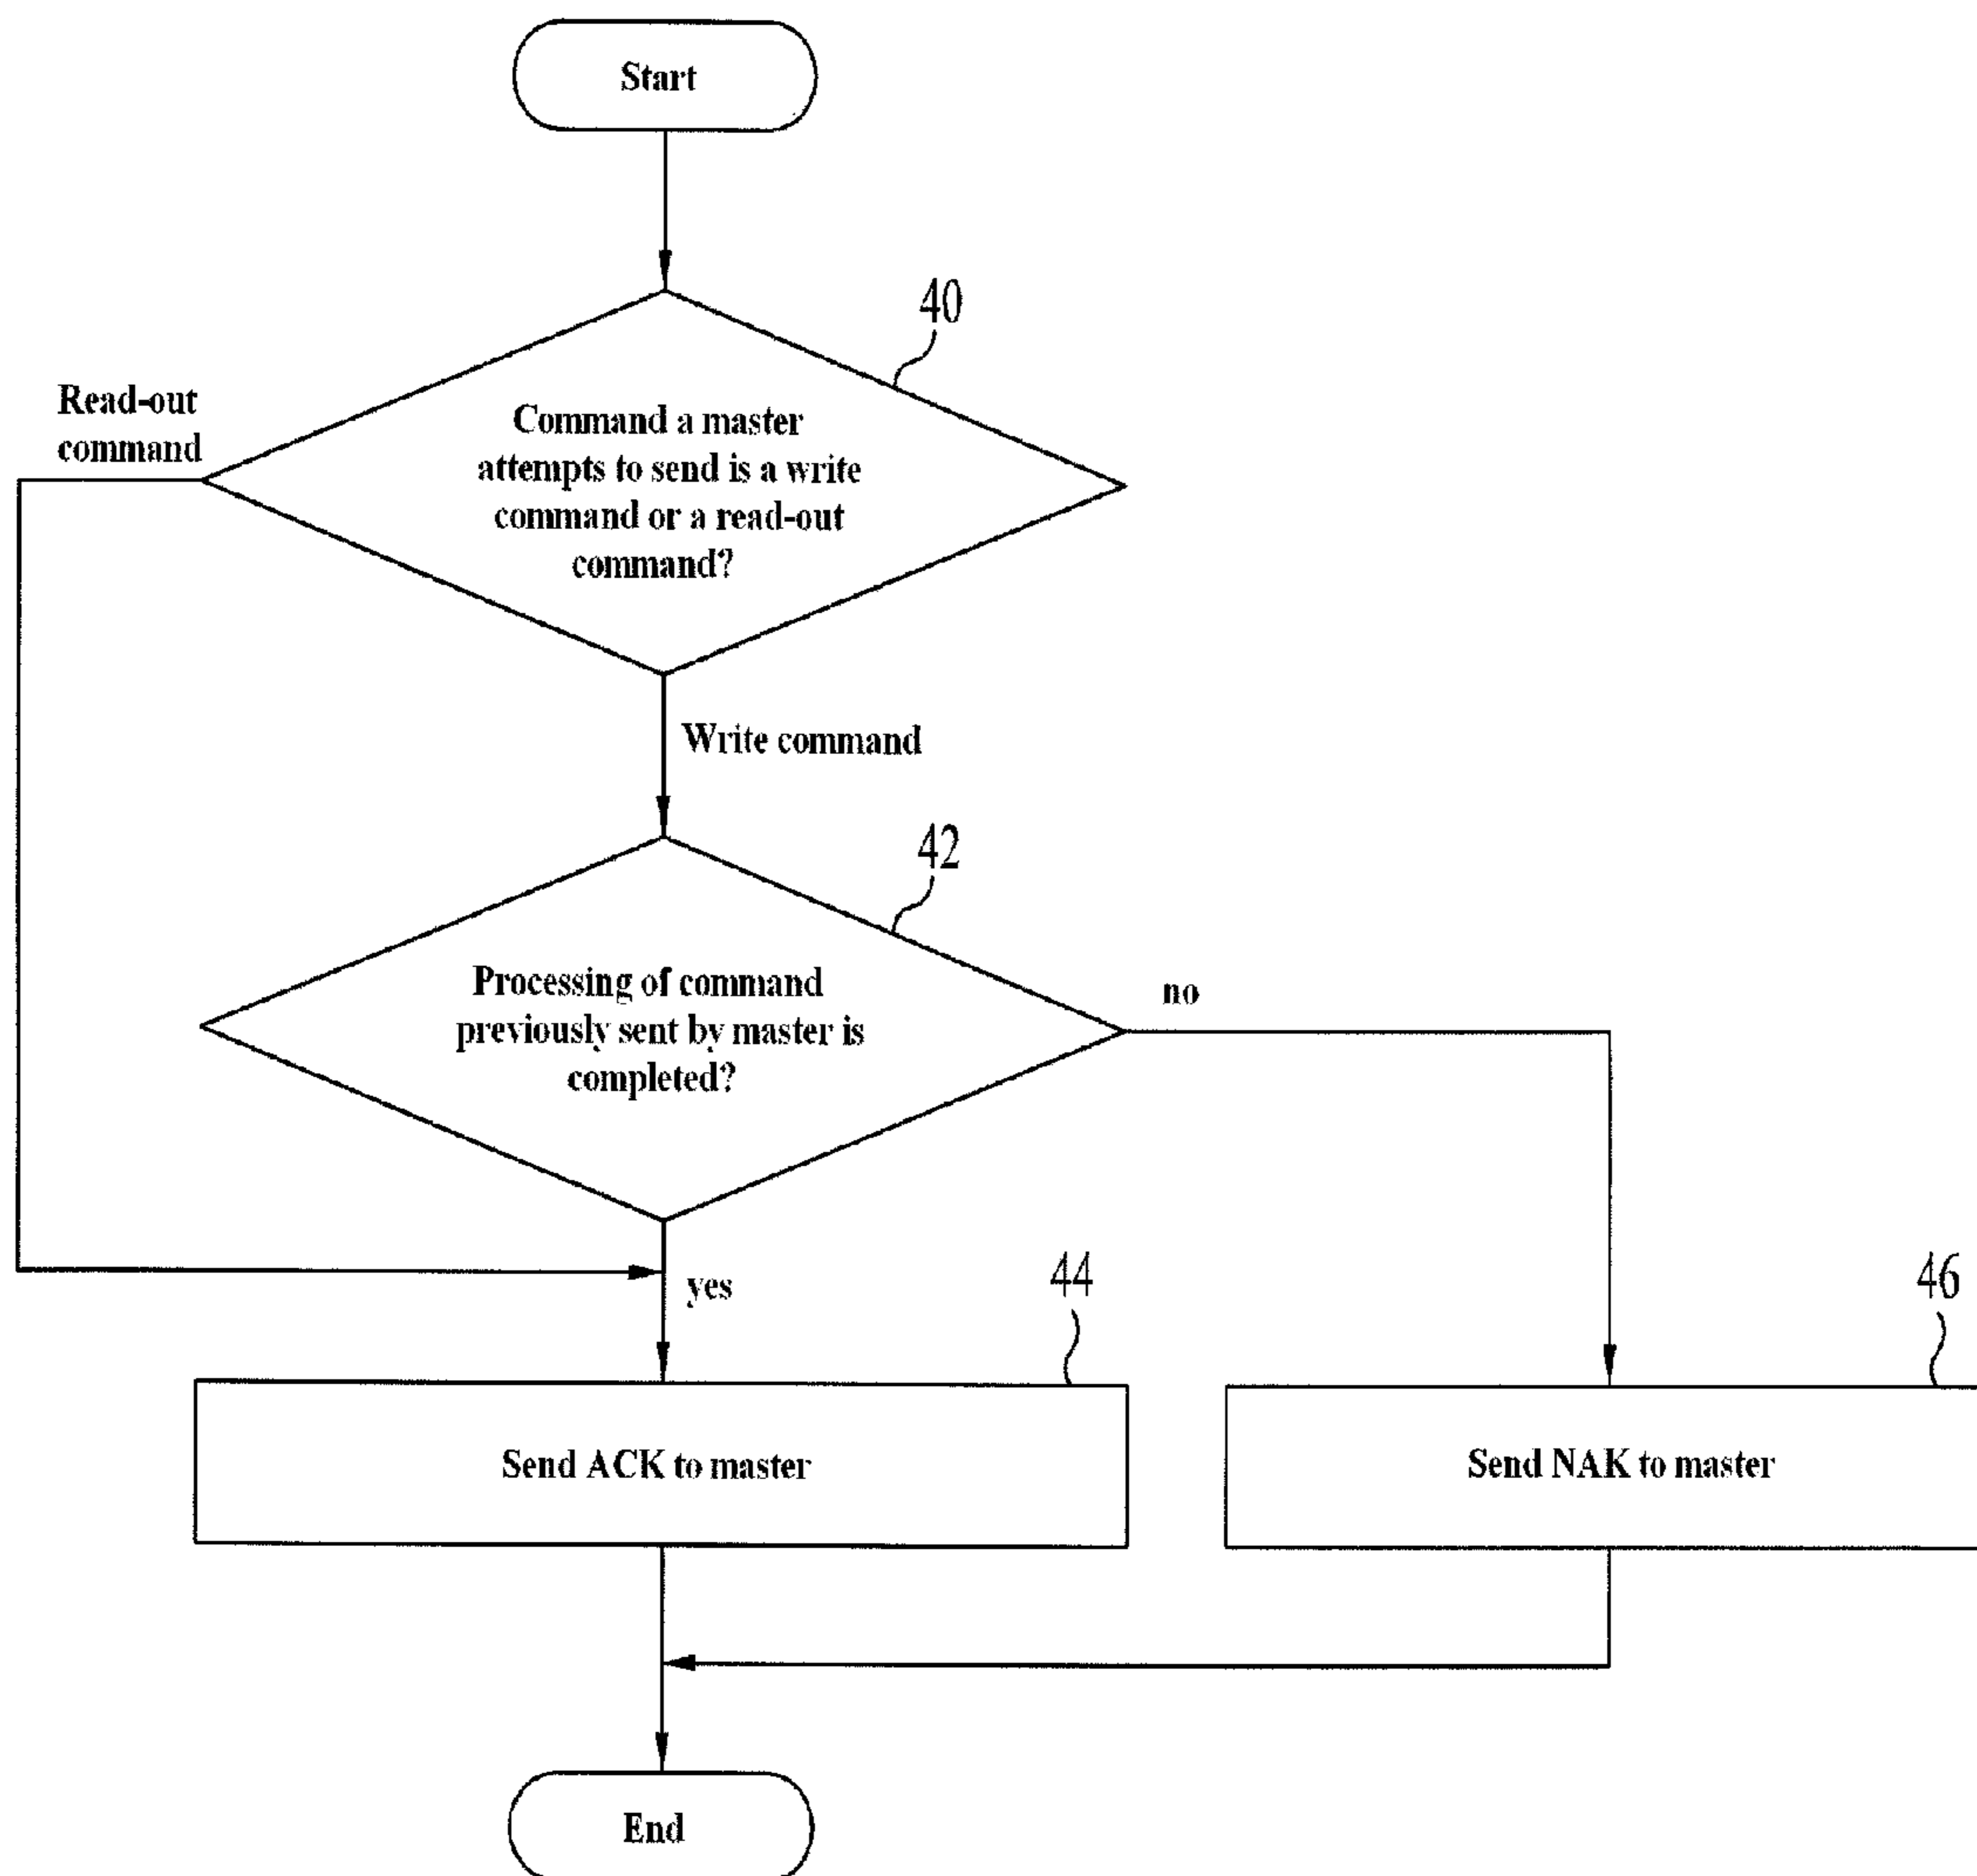 Start
40
Read-out
command
Command a master
attempts to send is a write
command or a read-out
command?
Write command
42
Processing of command
previously sent by master is
completed?
no
yes
44
46
Send ACK to master
Send NAK to master
End